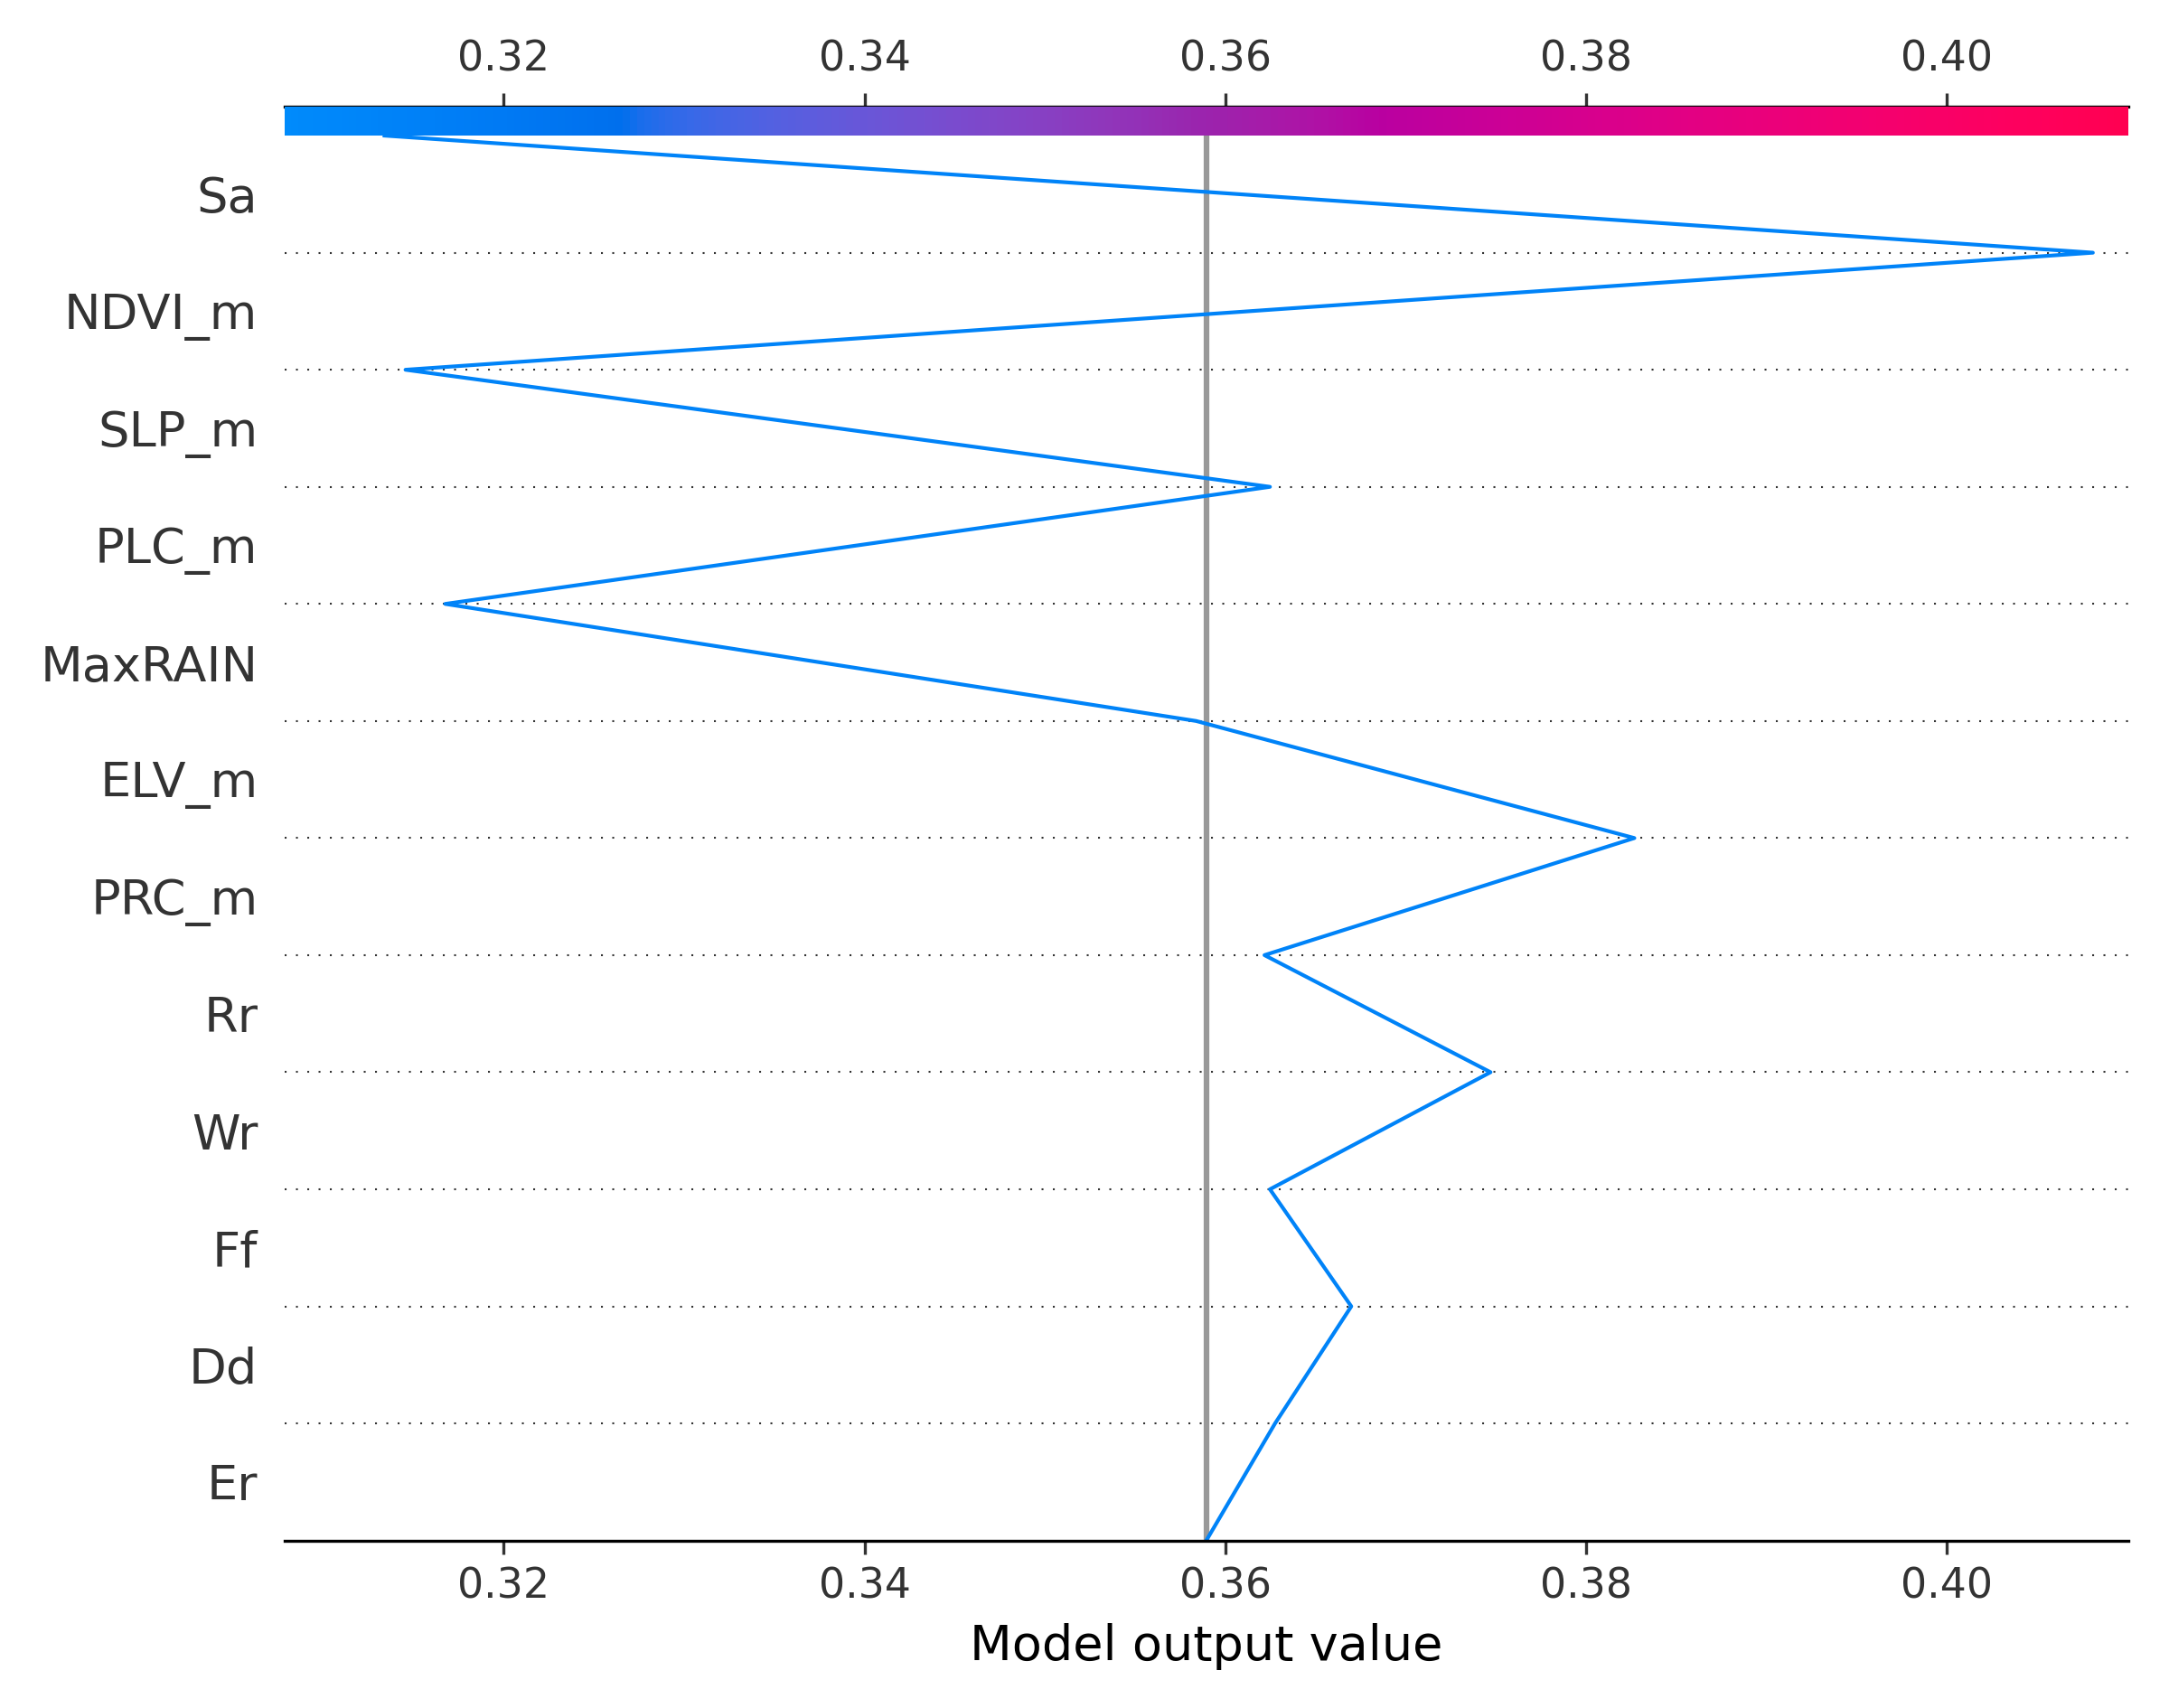 0.32 0.34 0.36 0.38 0.40
Sa
NDVI_m
SLP_m
PLC_m
MaxRAIN
ELV_m
PRC_m
Rr
Wr
Ff
Dd
Er
0.32 0.34 0.36 0.38 0.40
Model output value